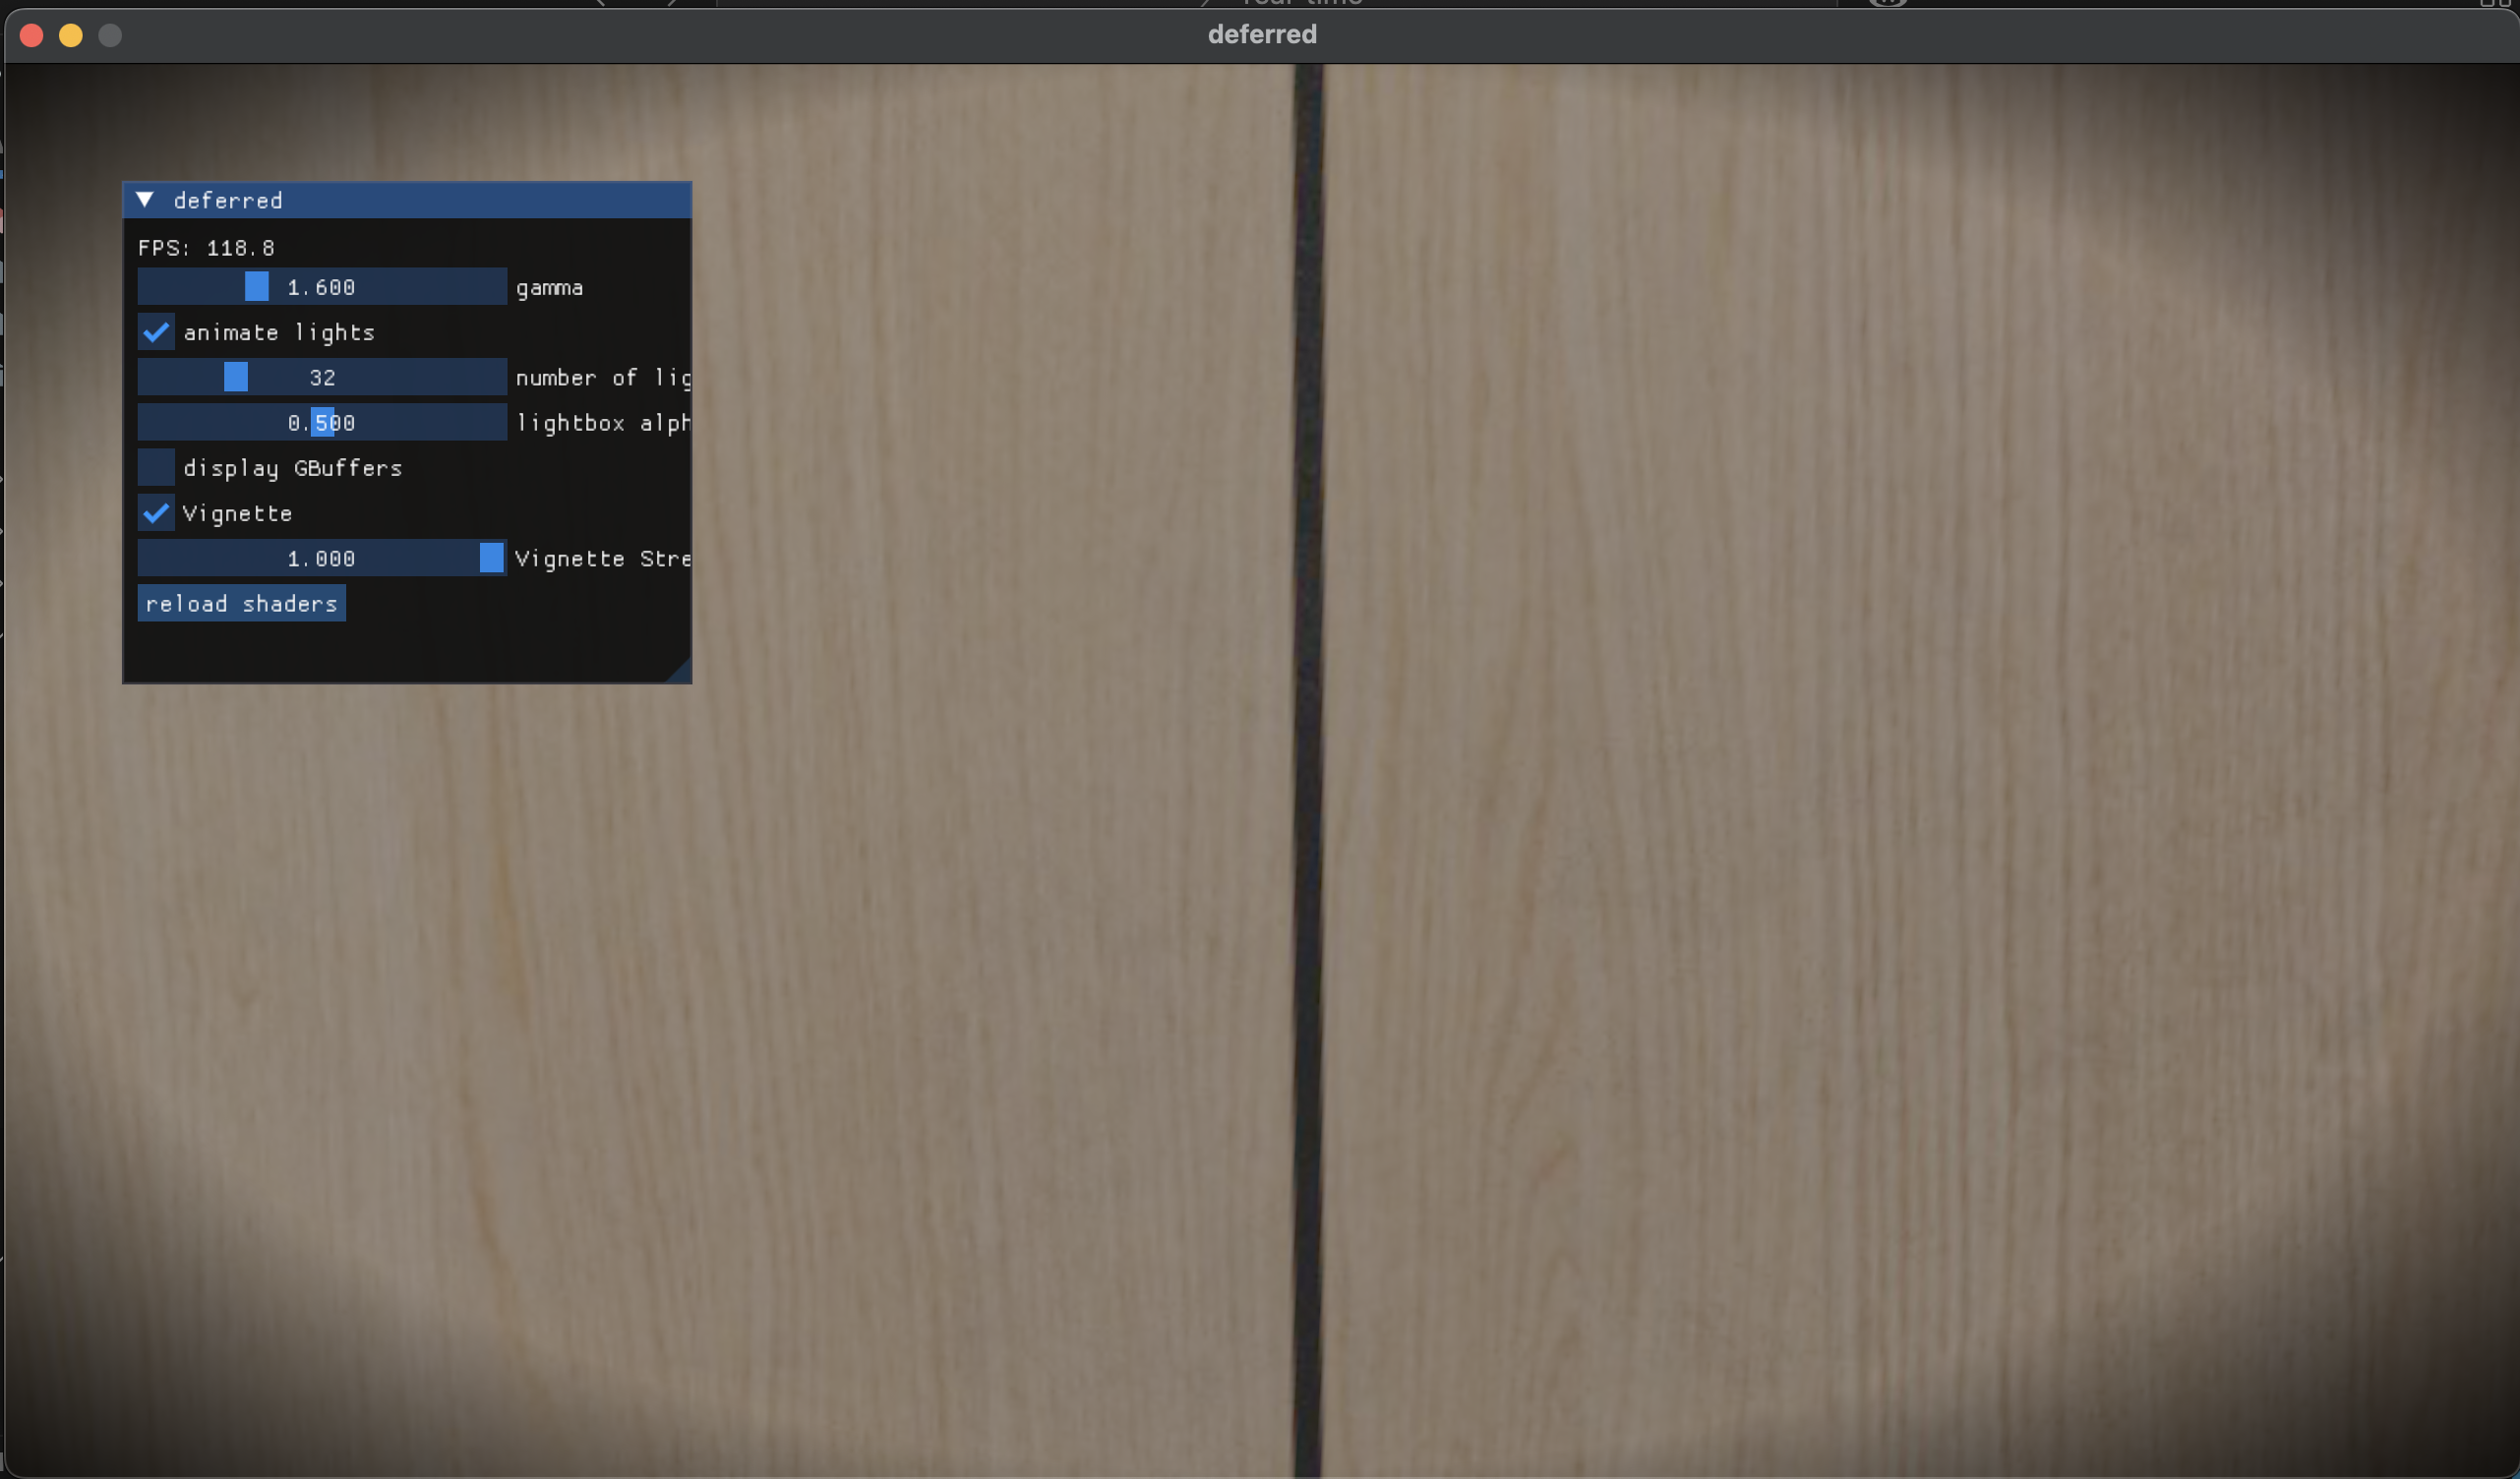 deferred
deferred
FPS: 118.8
1.600 gamma
animate lights
32 number of lig
0.500 lightbox alph
display GBuffers
Vignette
1.000 Vignette Stre
reload shaders